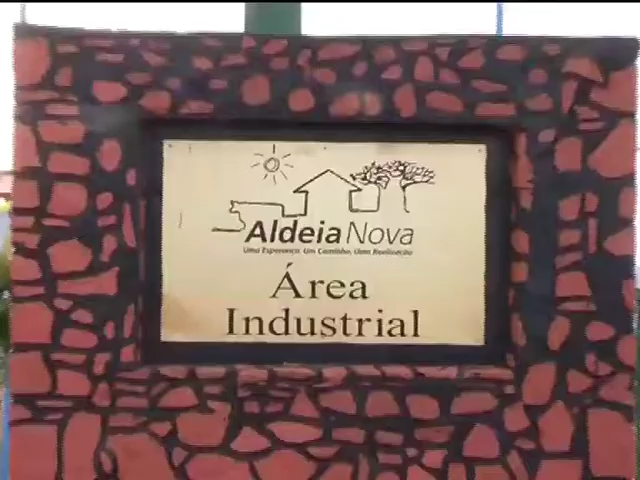 Aldeia Nova
Uma Esperança, Um Caminho, Uma Realização
Área
Industrial